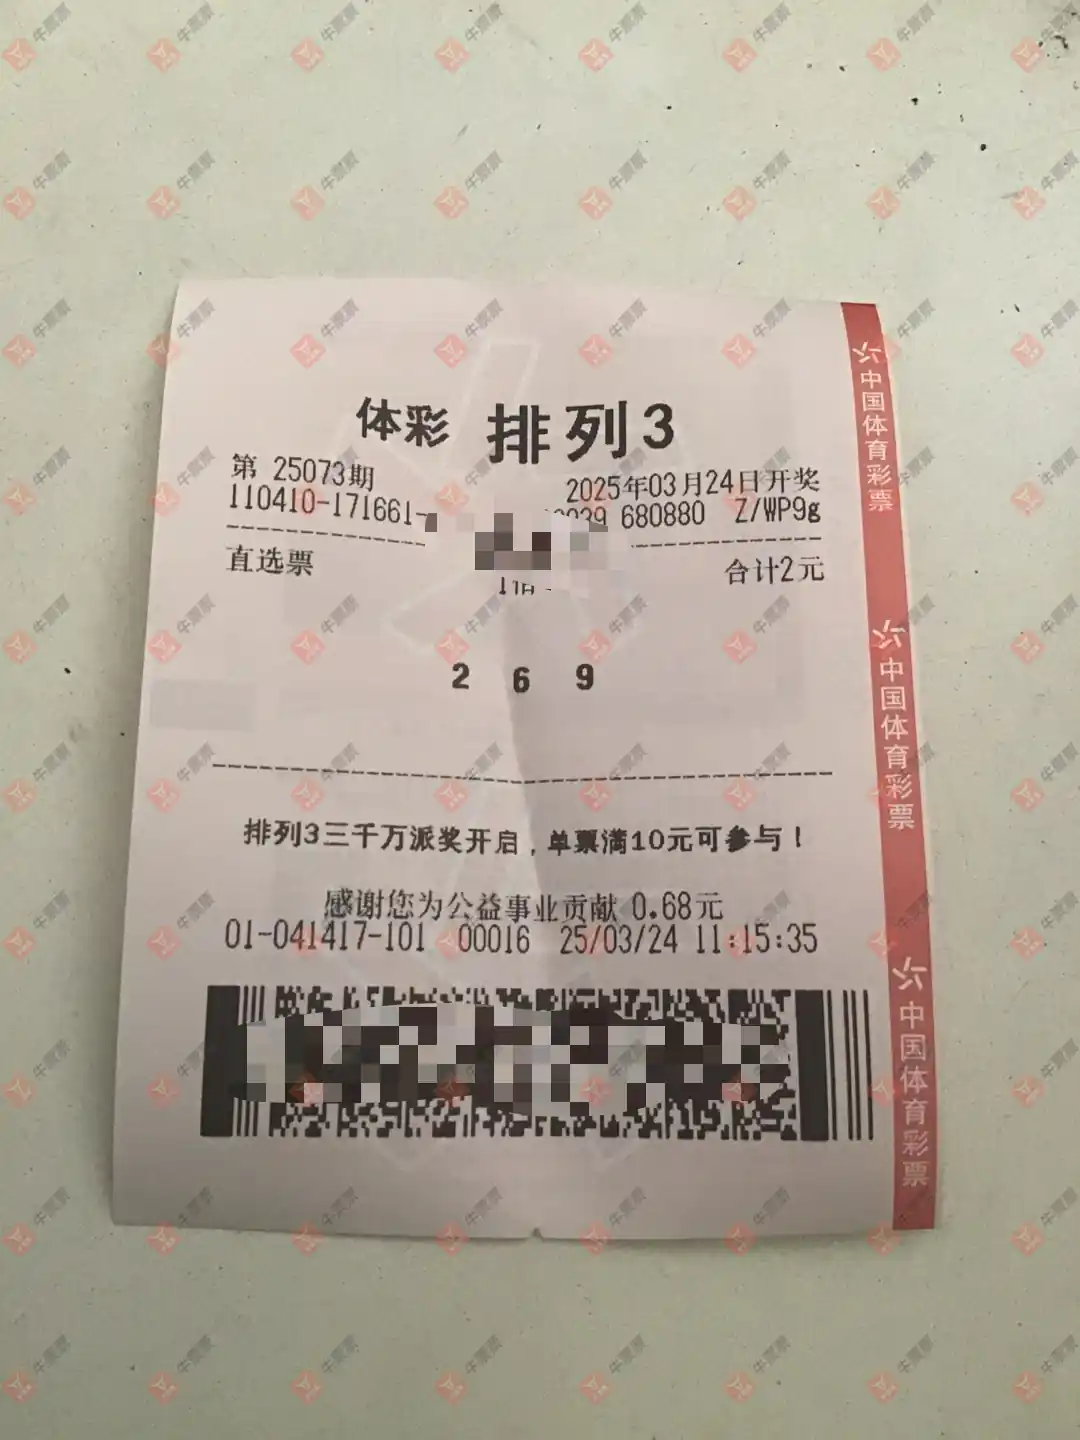 体彩 排列3
第 25073期 2025年03月24日开奖
110410-171661- 680880 Z/WP9g
直选票 合计2元
2 6 9
排列3三千万派奖开启，单票满10元可参与！
感谢您为公益事业贡献 0.68元
01-041417-101 00016 25/03/24 11:15:35
中国体育彩票
中国体育彩票
中国体育彩票
牛票票